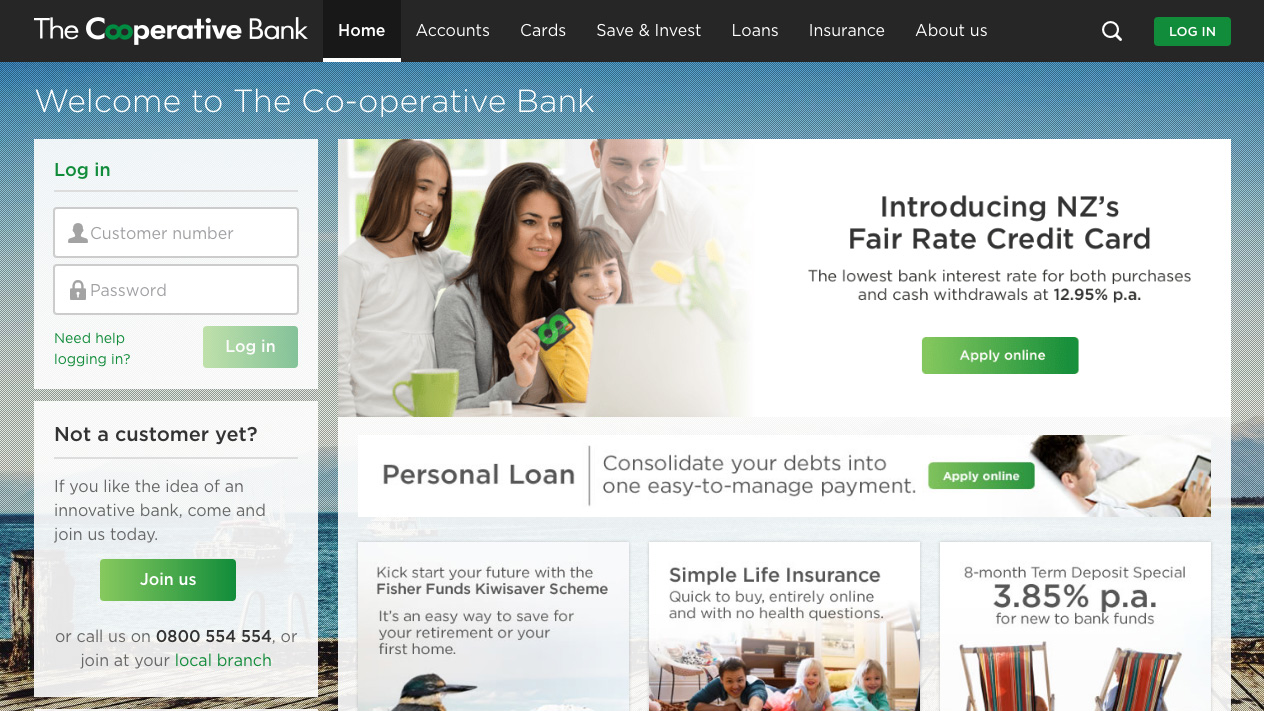 The Co-operative Bank
Home
Accounts
Cards
Save & Invest
Loans
Insurance
About us
LOG IN
Welcome to The Co-operative Bank
Log in
Customer number
Password
Need help
logging in?
Log in
Not a customer yet?
If you like the idea of an
innovative bank, come and
join us today.
Join us
or call us on 0800 554 554, or
join at your local branch
Introducing NZ’s
Fair Rate Credit Card
The lowest bank interest rate for both purchases
and cash withdrawals at 12.95% p.a.
Apply online
Personal Loan
Consolidate your debts into
one easy-to-manage payment.
Apply online
Kick start your future with the
Fisher Funds Kiwisaver Scheme
It’s an easy way to save for
your retirement or your
first home.
Simple Life Insurance
Quick to buy, entirely online
and with no health questions.
8-month Term Deposit Special
3.85% p.a.
for new to bank funds